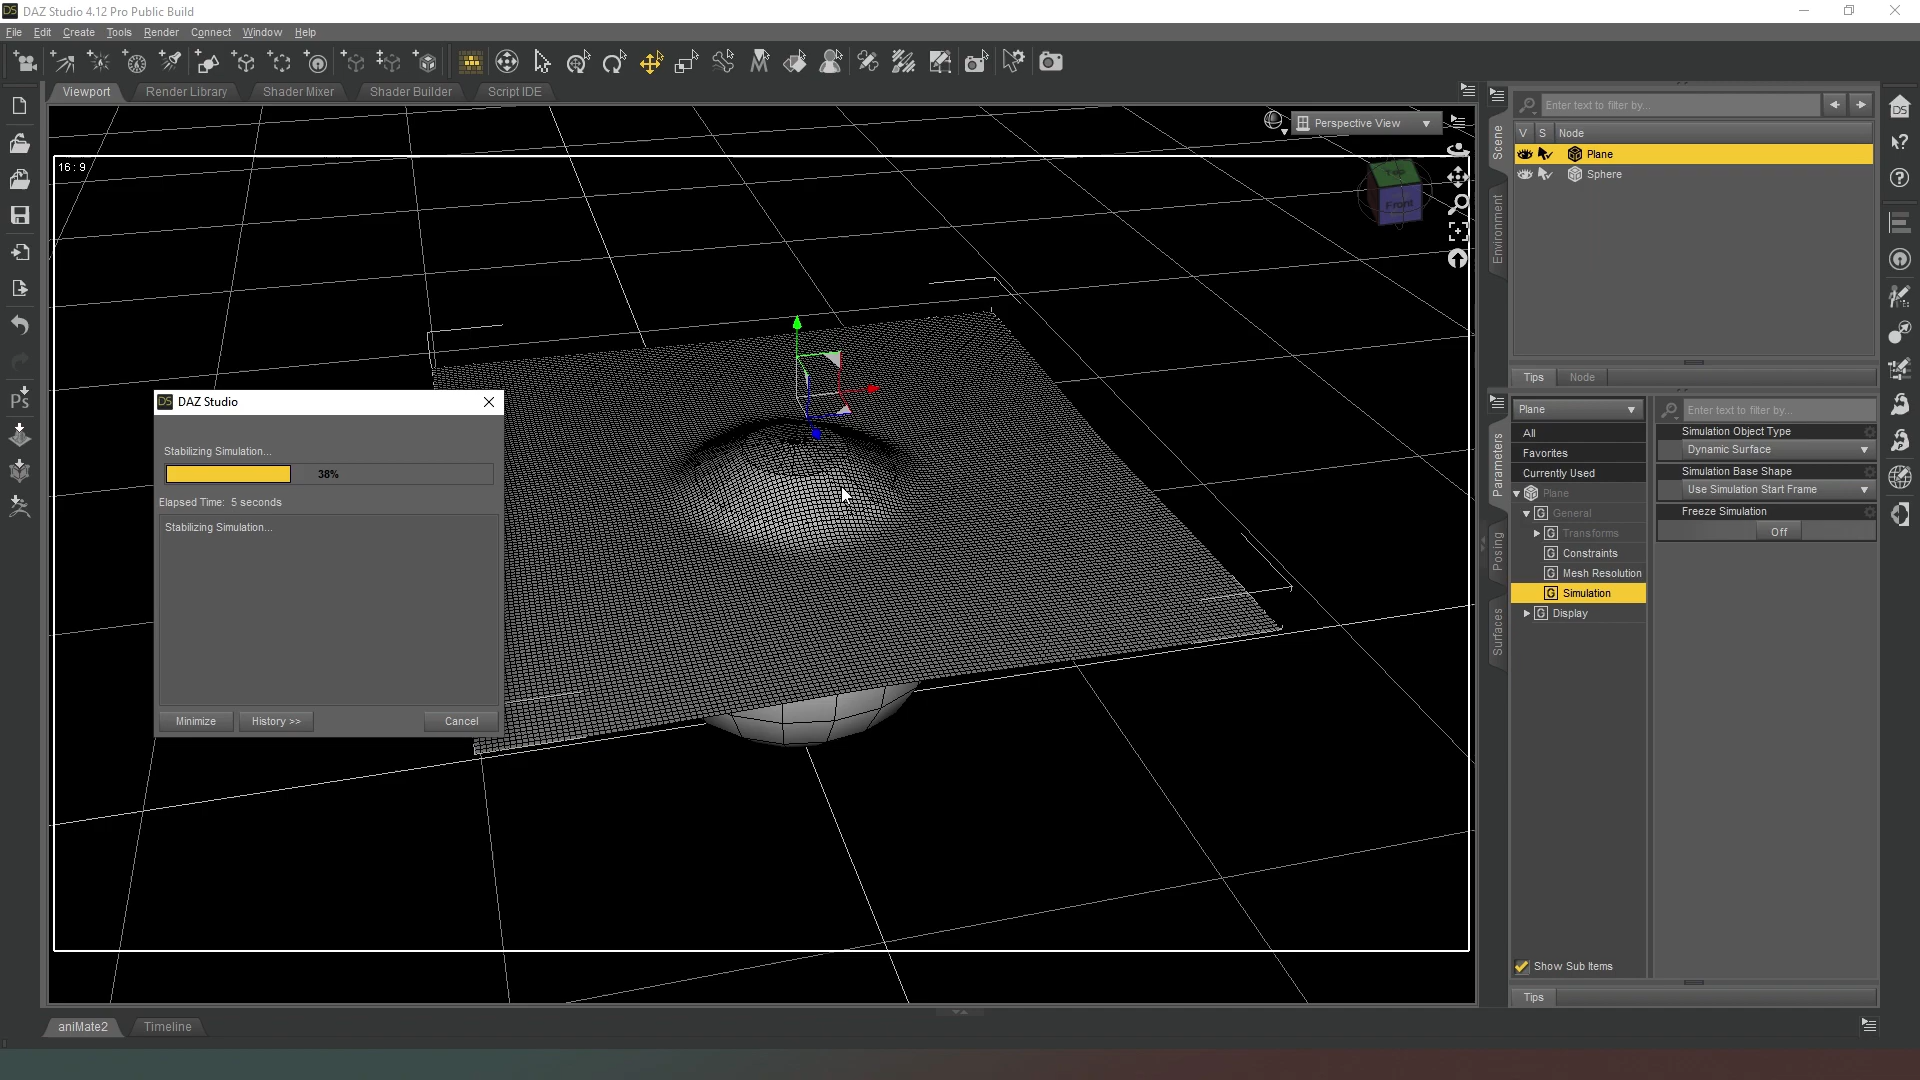 DAZ Studio 4.12 Pro Public Build
File Edit Create Tools Render Connect Window Help
Viewport Render Library Shader Mixer Shader Builder Script IDE
Enter text to filter by...
Perspective View
V S Node
16 : 9
Plane
Sphere
Top
Front
Scene
Environment
Tips Node
DAZ Studio
Stabilizing Simulation...
38%
Elapsed Time: 5 seconds
Stabilizing Simulation...
Minimize History >> Cancel
Plane
Enter text to filter by...
All
Favorites
Currently Used
Plane
General
Transforms
Constraints
Mesh Resolution
Simulation
Display
Simulation Object Type
Dynamic Surface
Simulation Base Shape
Use Simulation Start Frame
Freeze Simulation
Off
Parameters
Posing
Surfaces
Show Sub Items
Tips
aniMate2 Timeline
Ps
DS